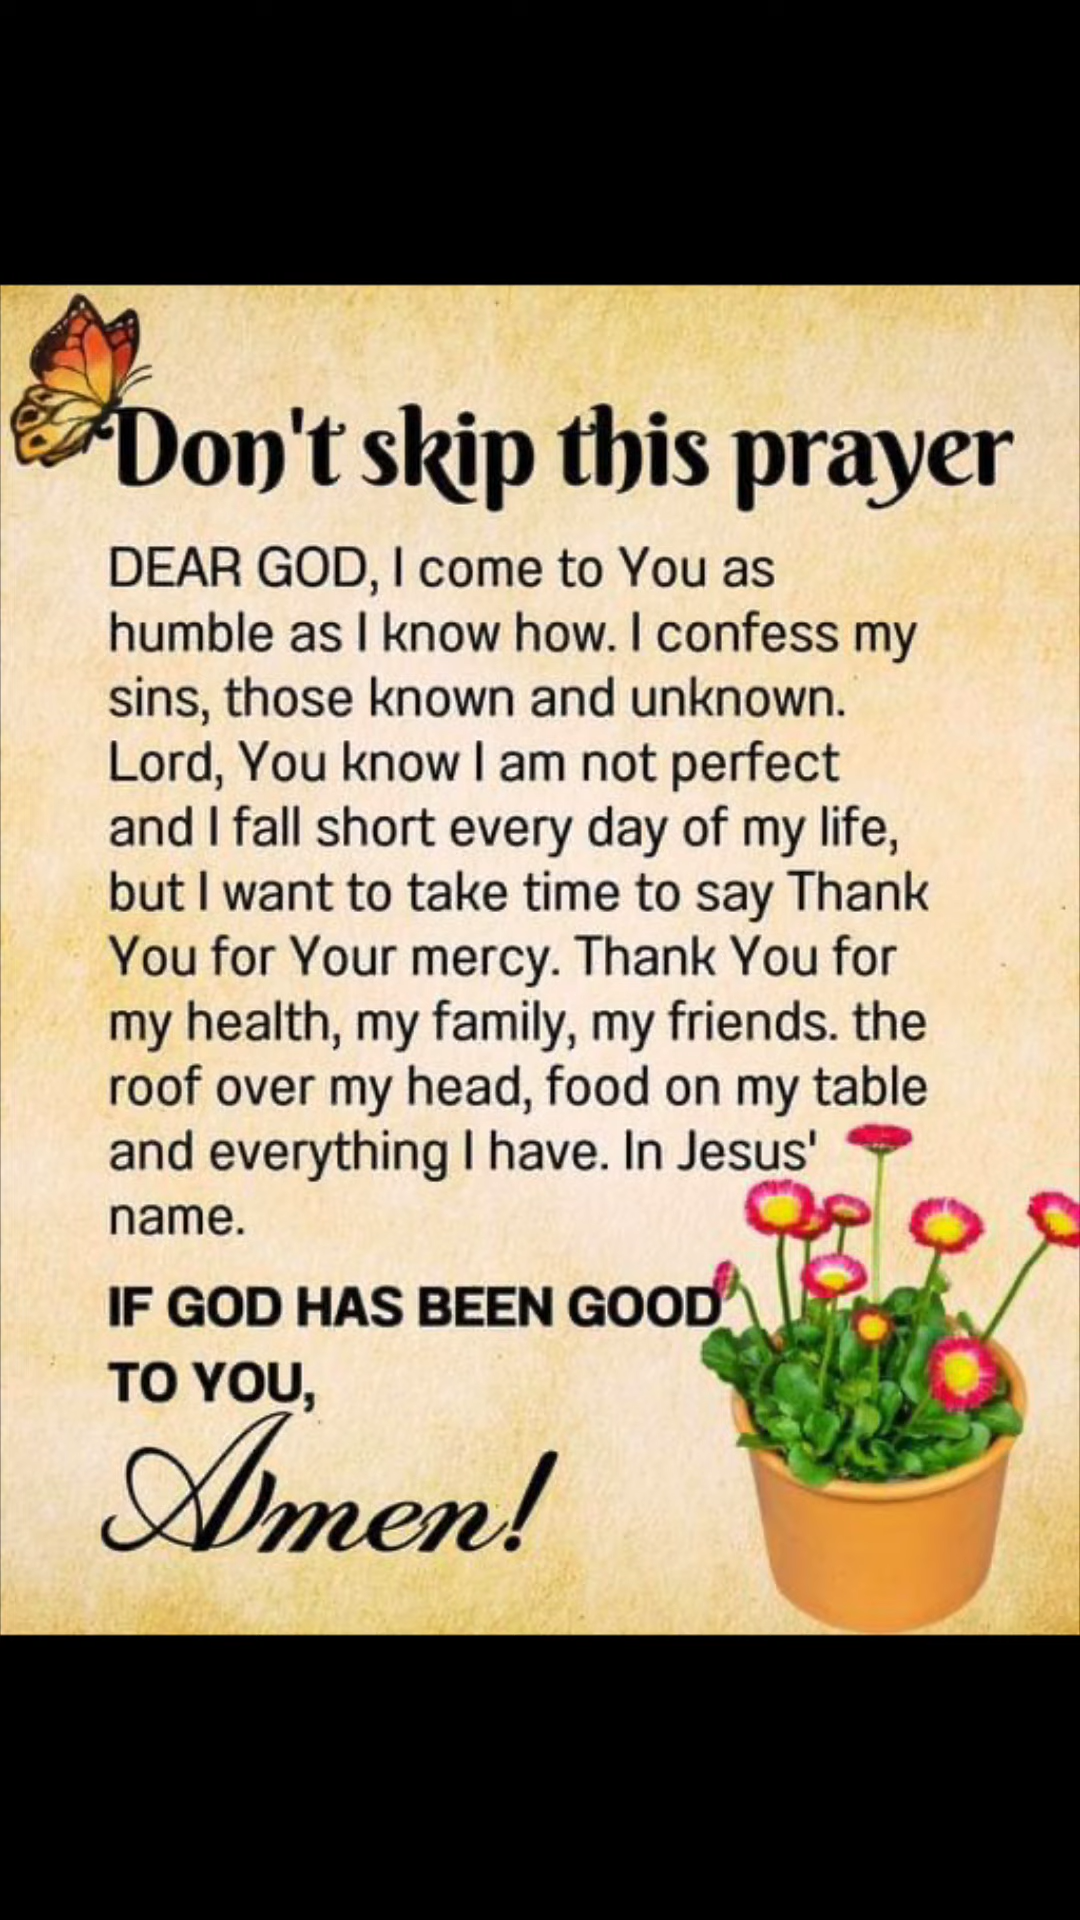 Don't skip this prayer
DEAR GOD, I come to You as
humble as I know how. I confess my
sins, those known and unknown.
Lord, You know I am not perfect
and I fall short every day of my life,
but I want to take time to say Thank
You for Your mercy. Thank You for
my health, my family, my friends. the
roof over my head, food on my table
and everything I have. In Jesus'
name.
IF GOD HAS BEEN GOOD
TO YOU,
Amen!